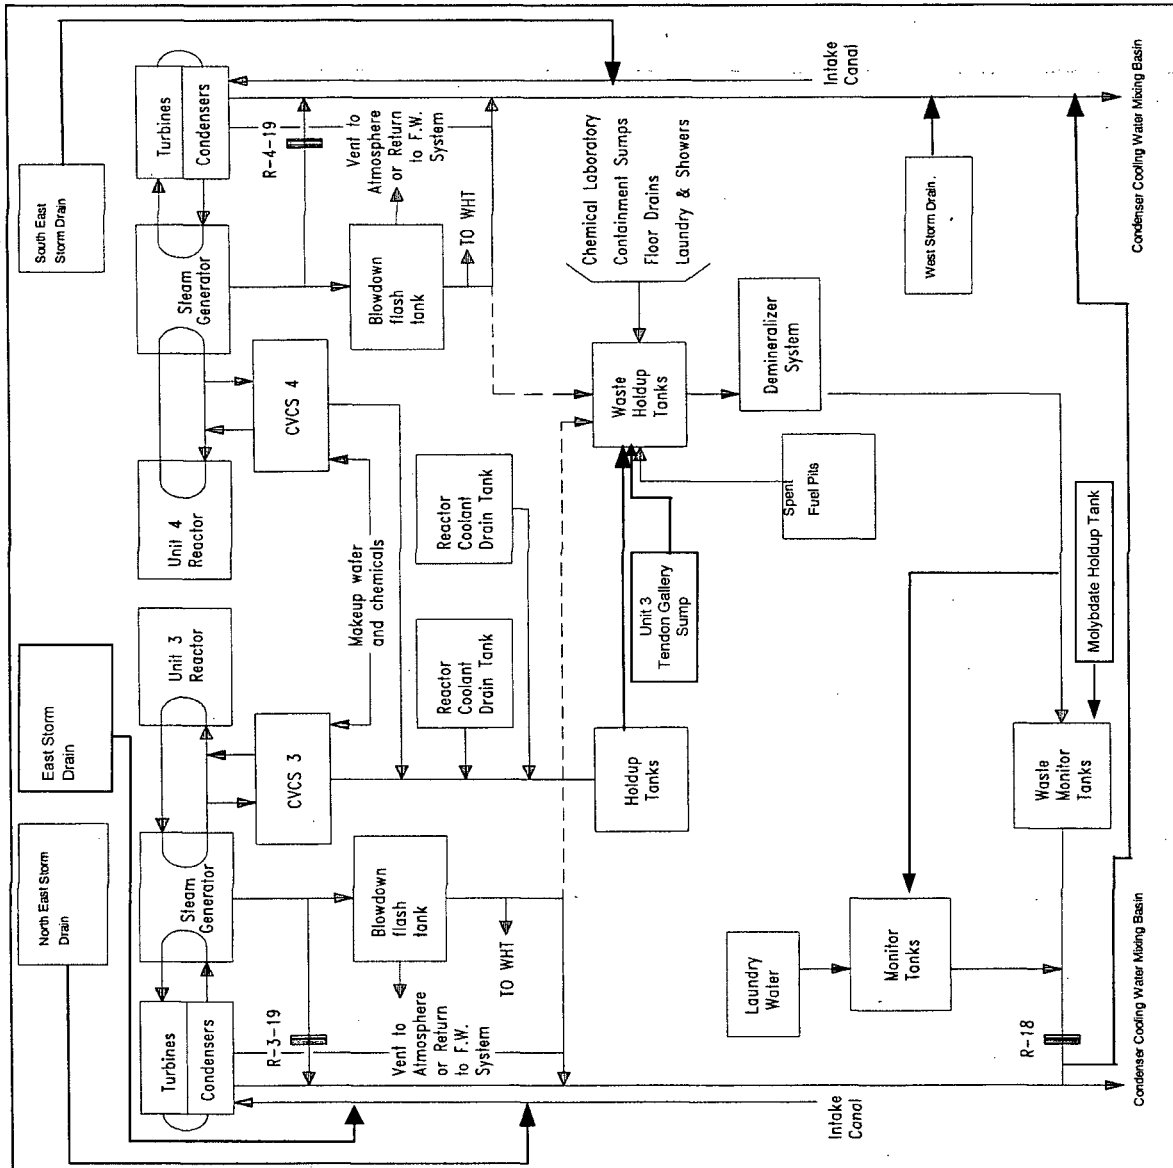 North East Storm
Drain
East Storm
Drain
South East
Storm Drain
Turbines
Condensers
Steam
Generator
Unit 3
Reactor
Unit 4
Reactor
Steam
Generator
Turbines
Condensers
R-3-19
CVCS 3
Makeup water
and chemicals
CVCS 4
R-4-19
Vent to
Atmosphere
or Return
to F.W.
System
Blowdown
flash
tank
TO WHT
Reactor
Coolant
Drain Tank
Reactor
Coolant
Drain Tank
Blowdown
flash
tank
TO WHT
Vent to
Atmosphere
or Return
to F.W.
System
Holdup
Tanks
Unit 3
Tendon Gallery
Sump
Waste
Holdup
Tanks
Chemical Laboratory
Containment Sumps
Floor Drains
Laundry & Showers
Spent
Fuel Pits
Demineralizer
System
Intake
Canal
Laundry
Water
Monitor
Tanks
Intake
Canal
West Storm Drain.
R-18
Waste
Monitor
Tanks
Molybdate Holdup Tank
Condenser Cooling Water Mixing Basin
Condenser Cooling Water Mixing Basin